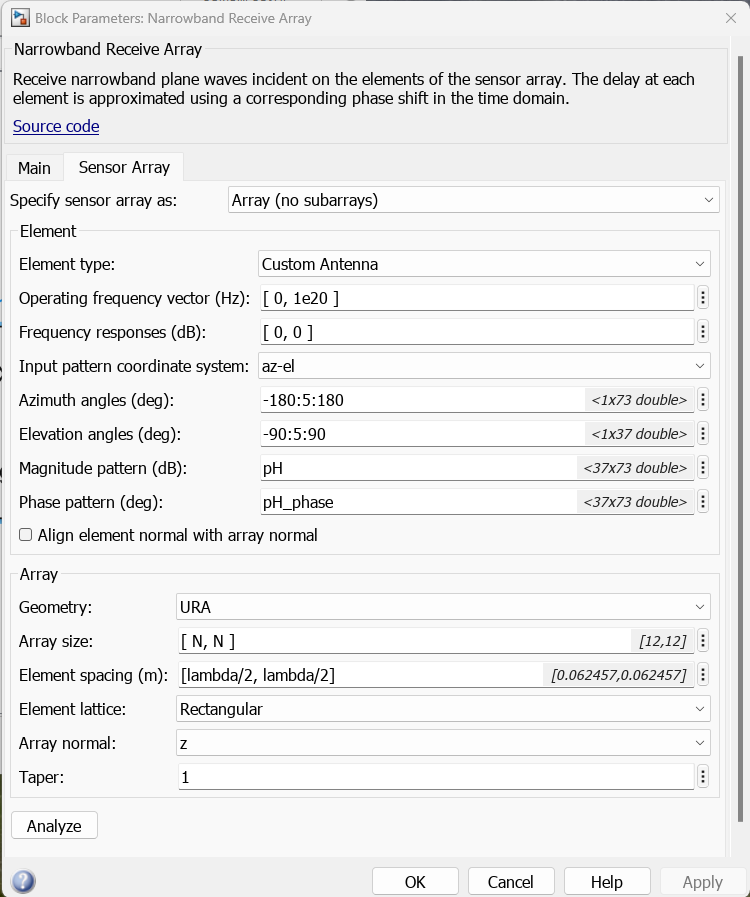 Block Parameters: Narrowband Receive Array
Narrowband Receive Array
Receive narrowband plane waves incident on the elements of the sensor array. The delay at each
element is approximated using a corresponding phase shift in the time domain.
Source code
Main Sensor Array
Specify sensor array as: Array (no subarrays)
Element
Element type: Custom Antenna
Operating frequency vector (Hz): [ 0, 1e20 ]
Frequency responses (dB): [ 0, 0 ]
Input pattern coordinate system: az-el
Azimuth angles (deg): -180:5:180 <1x73 double>
Elevation angles (deg): -90:5:90 <1x37 double>
Magnitude pattern (dB): pH <37x73 double>
Phase pattern (deg): pH_phase <37x73 double>
Align element normal with array normal
Array
Geometry: URA
Array size: [ N, N ] [12,12]
Element spacing (m): [lambda/2, lambda/2] [0.062457,0.062457]
Element lattice: Rectangular
Array normal: z
Taper: 1
Analyze
? OK Cancel Help Apply